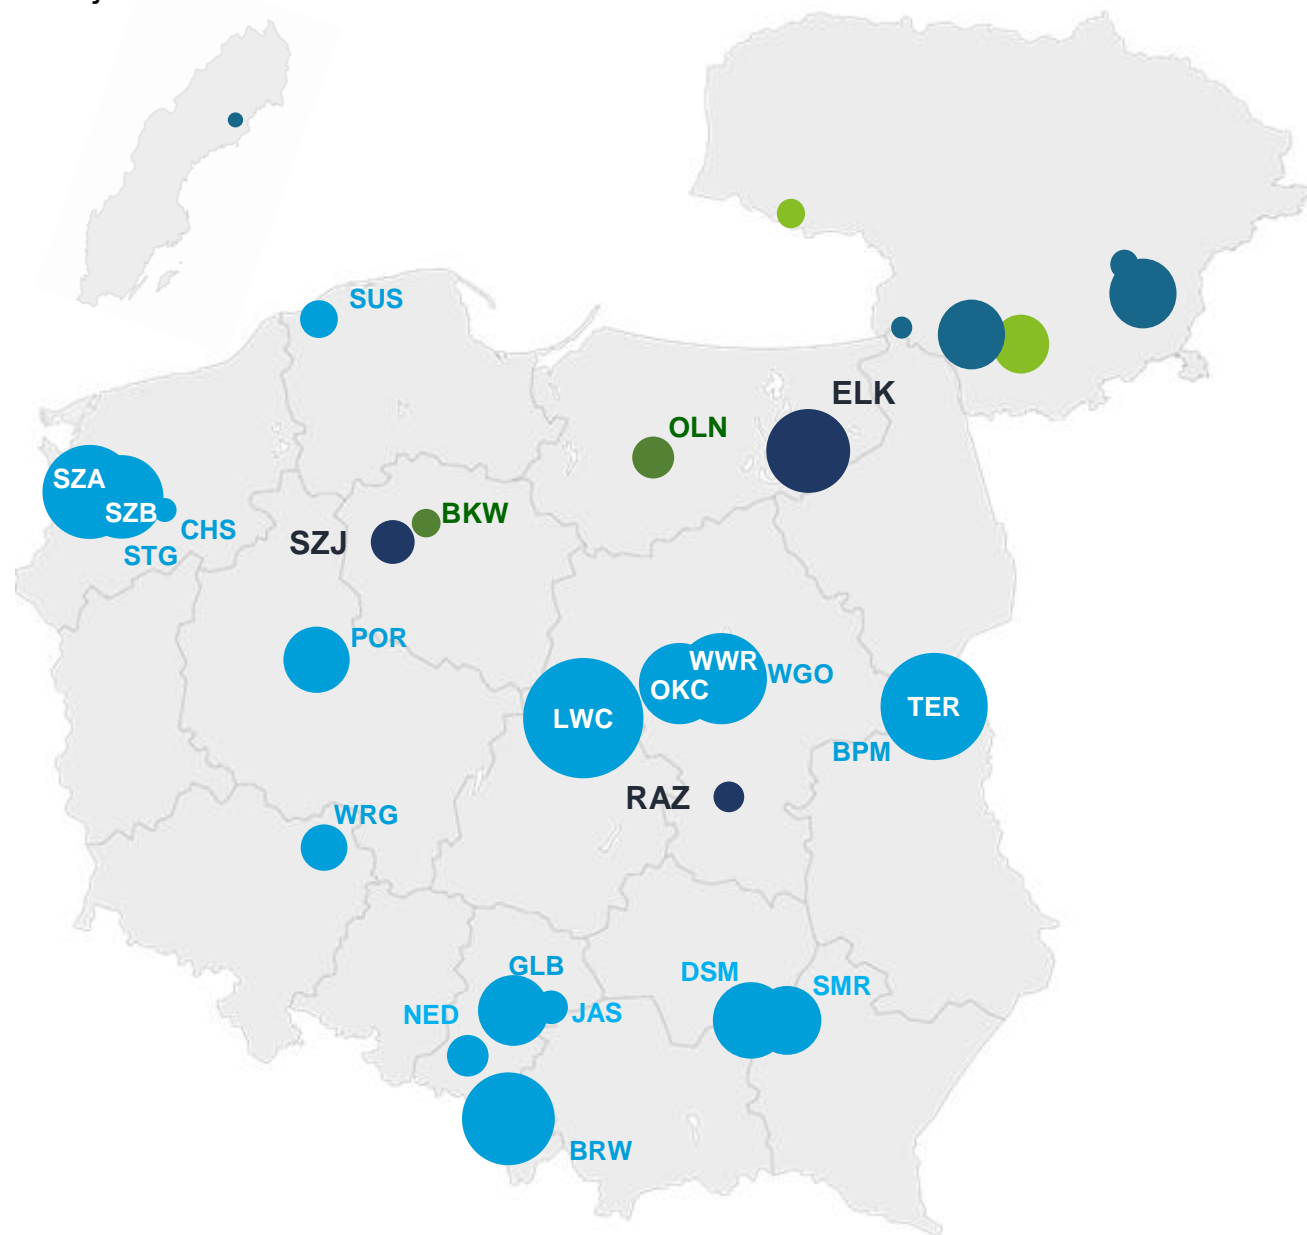 SUS
ELK
OLN
SZA
SZB
CHS
STG
BKW
SZJ
POR
WWR
OKC
WGO
LWC
TER
BPM
RAZ
WRG
GLB
DSM
SMR
NED
JAS
BRW